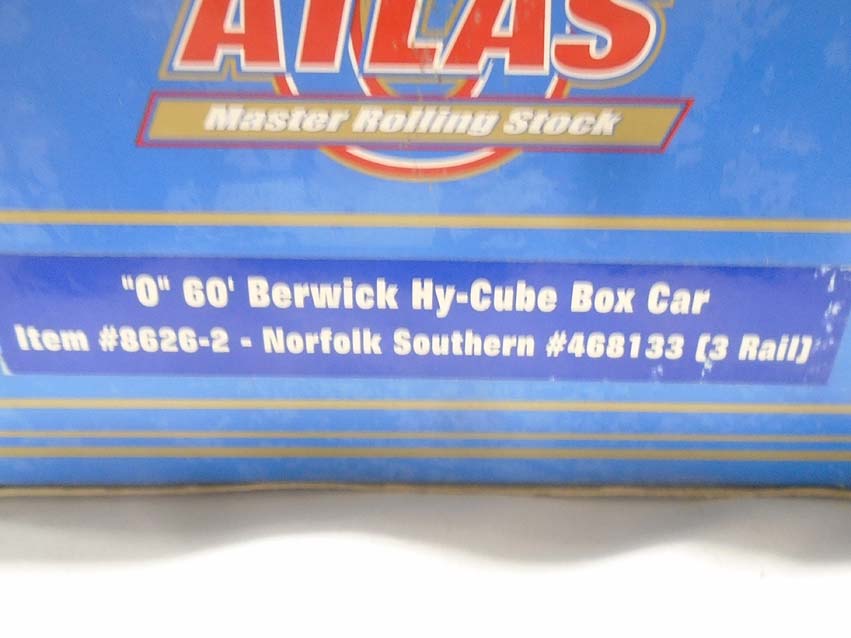 ATLAS
Master Rolling Stock
"O" 60' Berwick Hy-Cube Box Car
Item #8626-2 - Norfolk Southern #468133 (3 Rail)